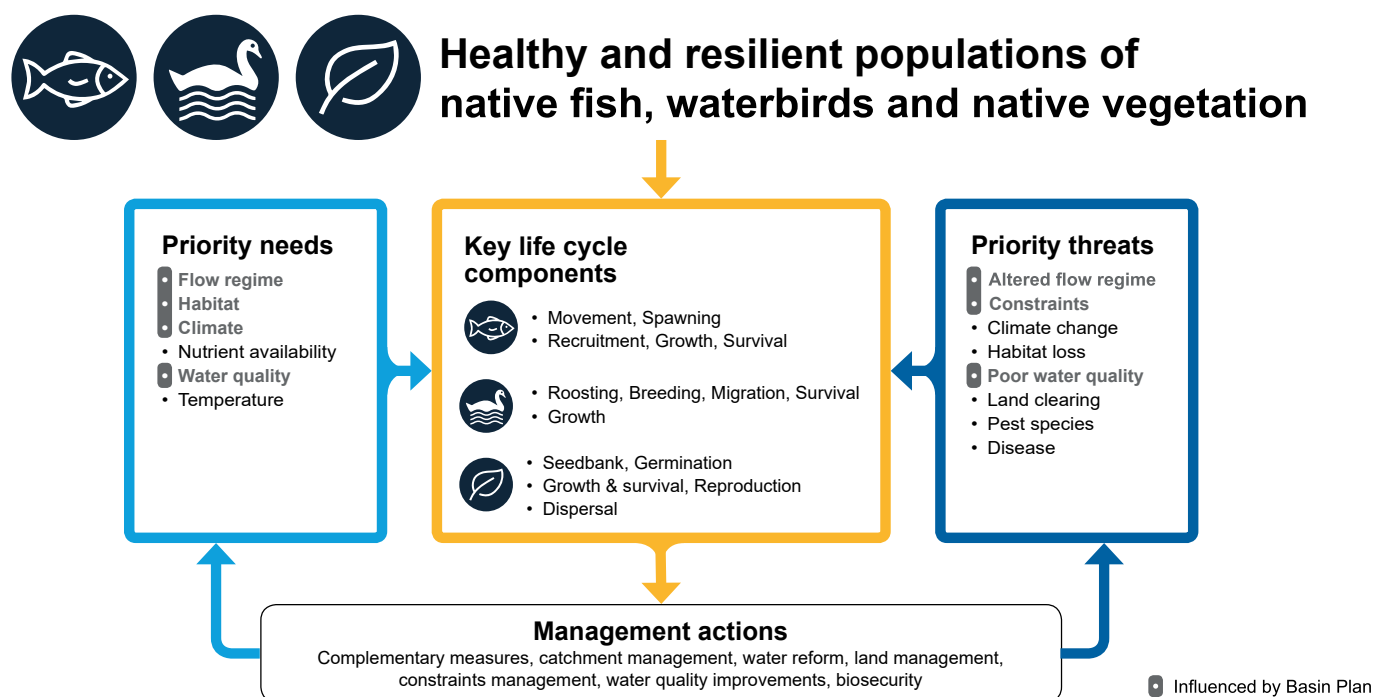 Healthy and resilient populations of
native fish, waterbirds and native vegetation
Priority needs
• Flow regime
• Habitat
• Climate
• Nutrient availability
• Water quality
• Temperature
Key life cycle
components
• Movement, Spawning
• Recruitment, Growth, Survival
• Roosting, Breeding, Migration, Survival
• Growth
• Seedbank, Germination
• Growth & survival, Reproduction
• Dispersal
Priority threats
• Altered flow regime
• Constraints
• Climate change
• Habitat loss
• Poor water quality
• Land clearing
• Pest species
• Disease
Management actions
Complementary measures, catchment management, water reform, land management,
constraints management, water quality improvements, biosecurity
• Influenced by Basin Plan